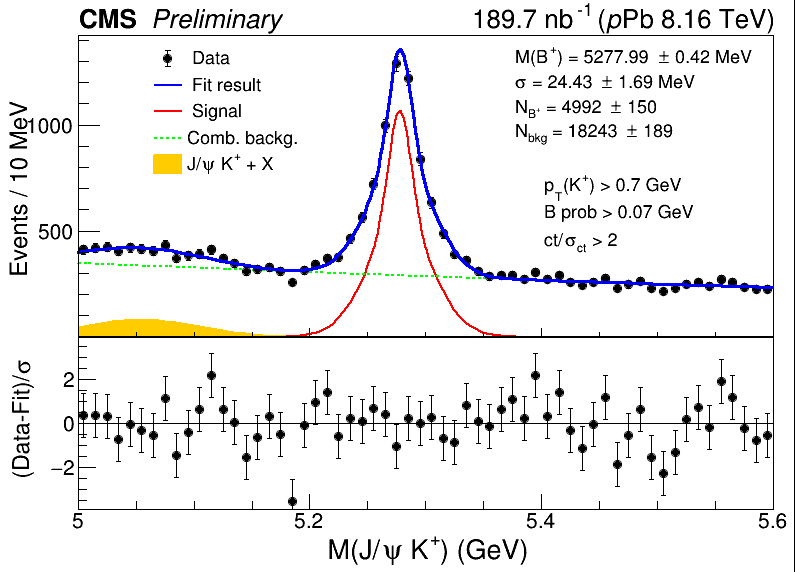 CMS Preliminary 189.7 nb⁻¹ (pPb 8.16 TeV)
Data
Fit result
Signal
Comb. backg.
J/ψ K⁺ + X
M(B⁺) = 5277.99 ± 0.42 MeV
σ = 24.43 ± 1.69 MeV
N_B⁺ = 4992 ± 150
N_bkg = 18243 ± 189
p_T(K⁺) > 0.7 GeV
B prob > 0.07 GeV
ct/σ_ct > 2
Events / 10 MeV
1000
500
(Data-Fit)/σ
2
0
−2
5 5.2 5.4 5.6
M(J/ψ K⁺) (GeV)